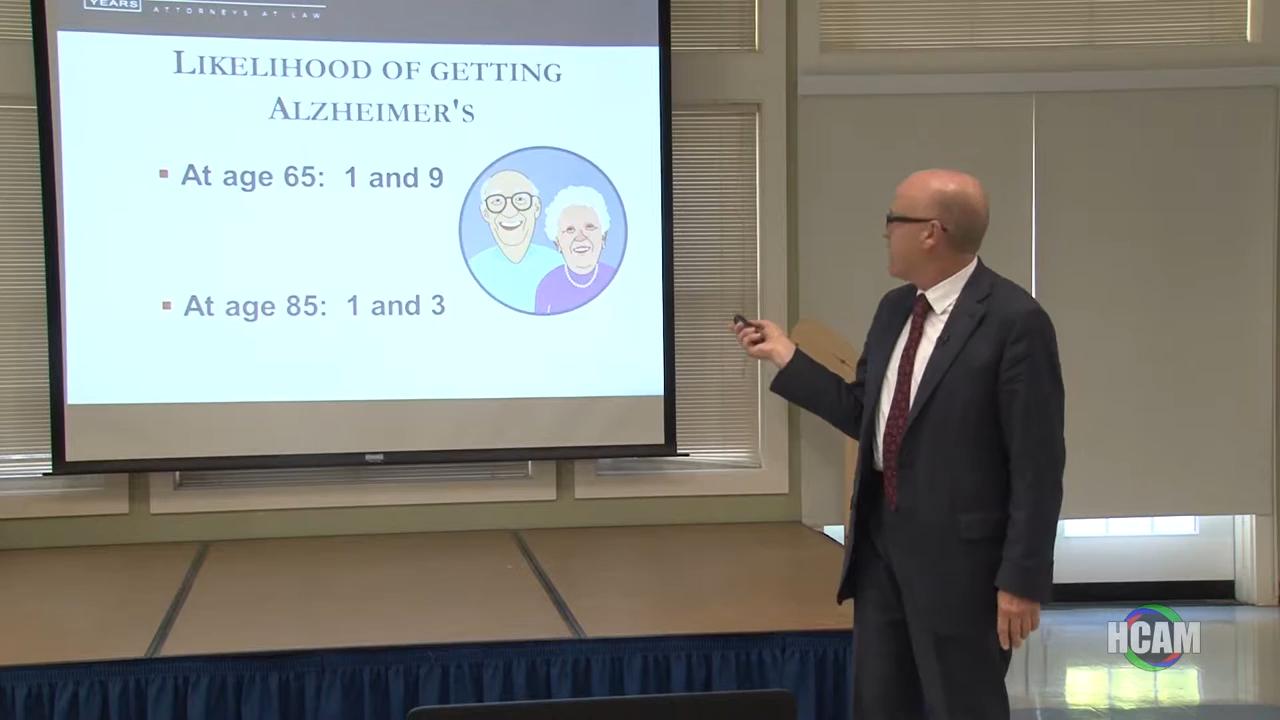 YEARS
ATTORNEYS AT LAW
LIKELIHOOD OF GETTING
ALZHEIMER'S
▪ At age 65: 1 and 9
▪ At age 85: 1 and 3
HCAM